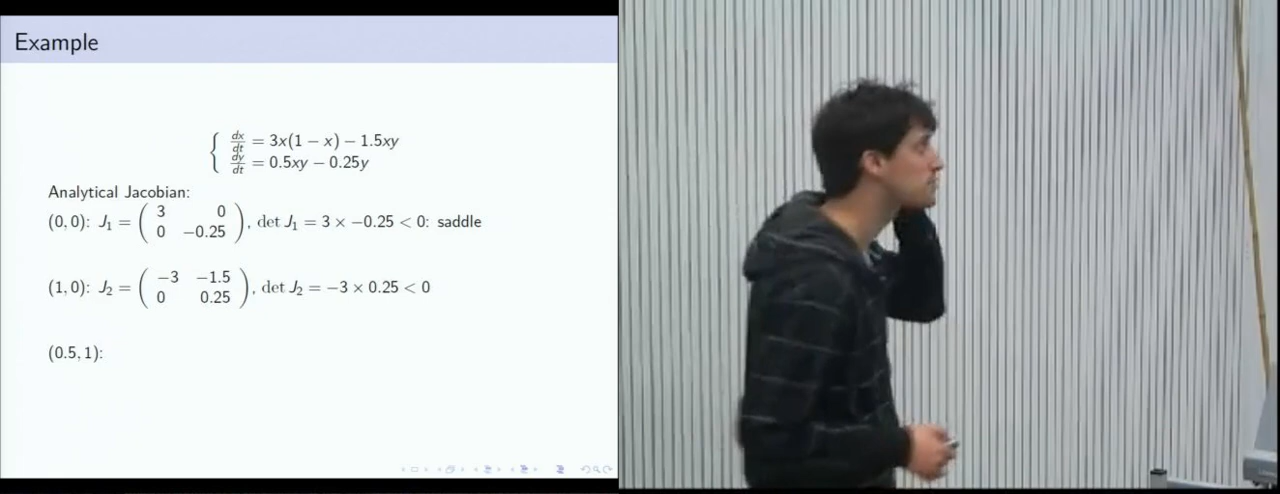 Example
dx/dt = 3x(1 − x) − 1.5xy
dy/dt = 0.5xy − 0.25y
Analytical Jacobian:
(0, 0): J₁ = ( 3 0 ; 0 −0.25 ), det J₁ = 3 × −0.25 < 0: saddle
(1, 0): J₂ = ( −3 −1.5 ; 0 0.25 ), det J₂ = −3 × 0.25 < 0
(0.5, 1):